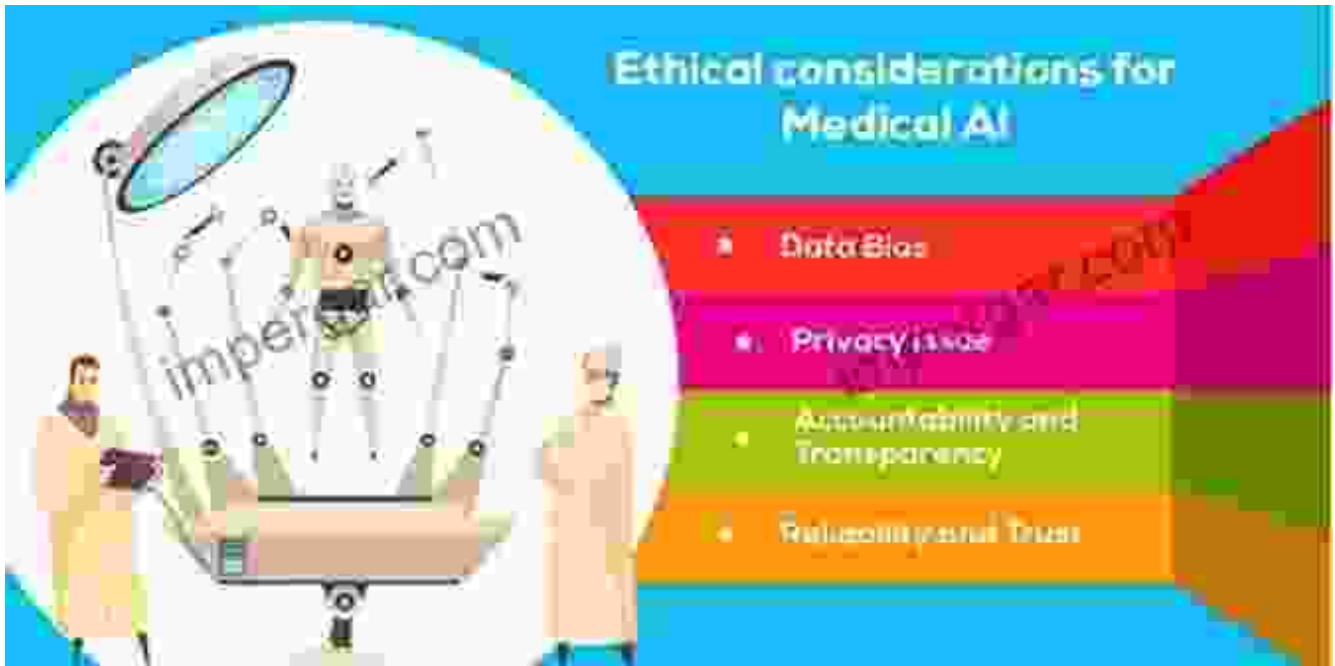 Ethical considerations for
Medical AI
Data Bias
Privacy issue
Accountability and
Transparency
Reliability and Trust